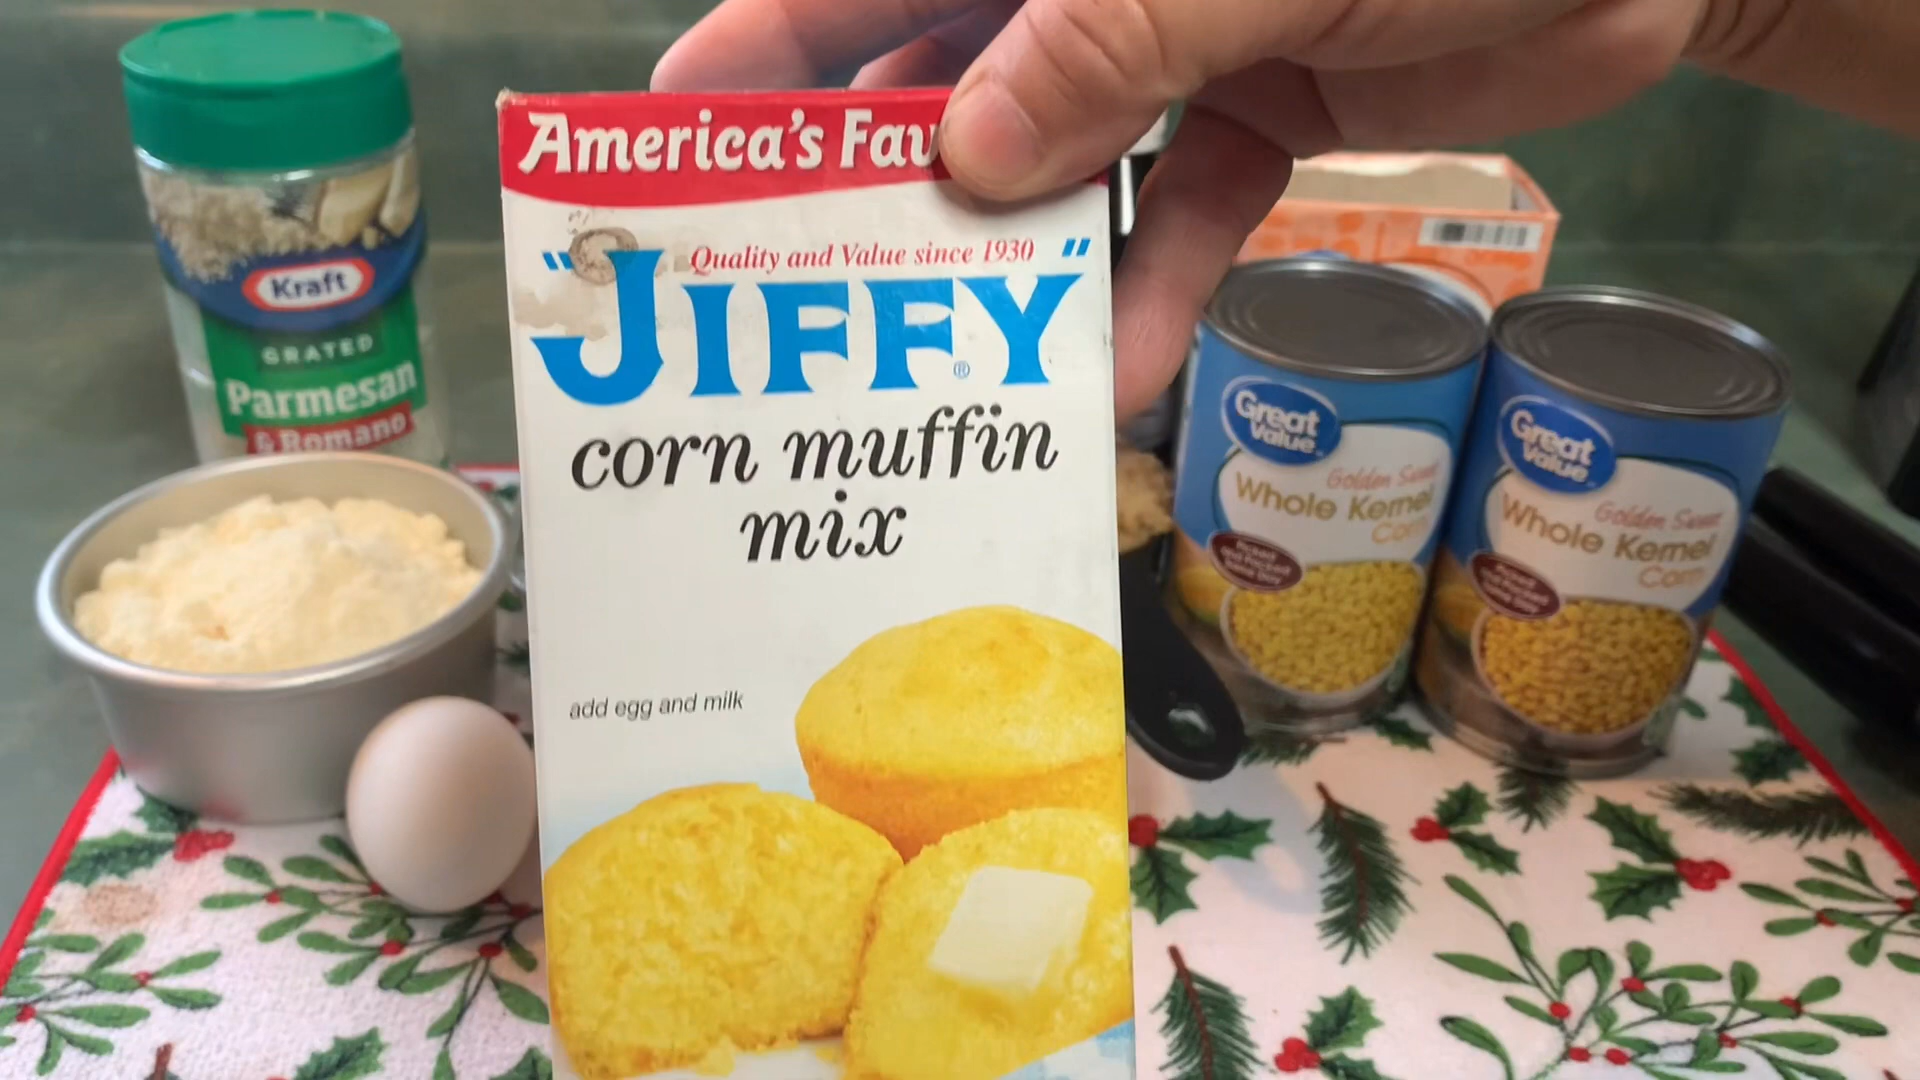 America's Fav
"JIFFY"®
Quality and Value since 1930
corn muffin
mix
add egg and milk
Kraft
GRATED
Parmesan
& Romano
Great
Value
Golden Sweet
Whole Kernel
Corn
Great
Value
Golden Sweet
Whole Kernel
Corn